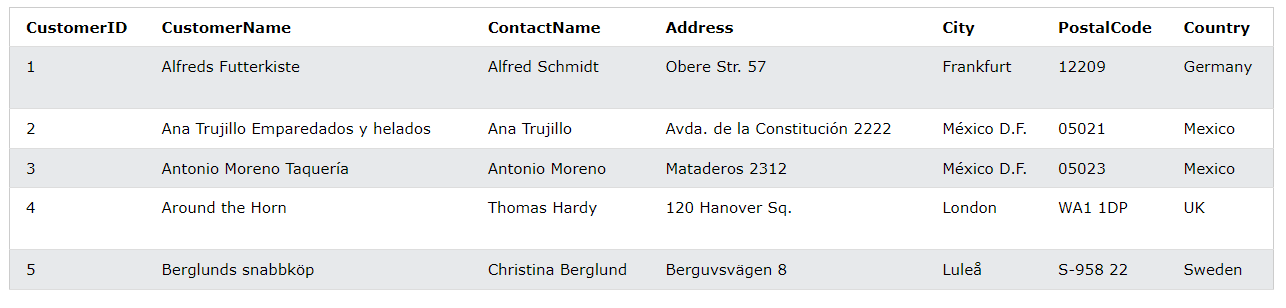 CustomerID CustomerName ContactName Address City PostalCode Country
1 Alfreds Futterkiste Alfred Schmidt Obere Str. 57 Frankfurt 12209 Germany
2 Ana Trujillo Emparedados y helados Ana Trujillo Avda. de la Constitución 2222 México D.F. 05021 Mexico
3 Antonio Moreno Taquería Antonio Moreno Mataderos 2312 México D.F. 05023 Mexico
4 Around the Horn Thomas Hardy 120 Hanover Sq. London WA1 1DP UK
5 Berglunds snabbköp Christina Berglund Berguvsvägen 8 Luleå S-958 22 Sweden